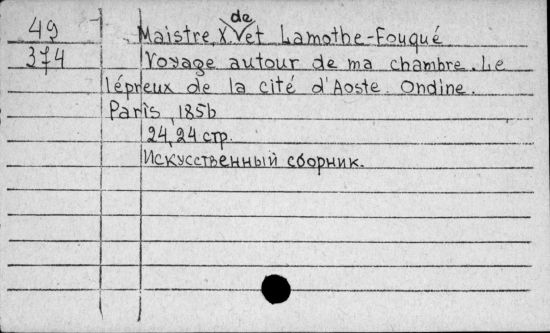 49
374
Maistre, X. de et Lamothe-Fouqué
Voyage autour de ma chambre. Le
lépreux de la cité d'Aoste. Ondine.
Paris, 1856
24, 24 стр.
Искусственный сборник.